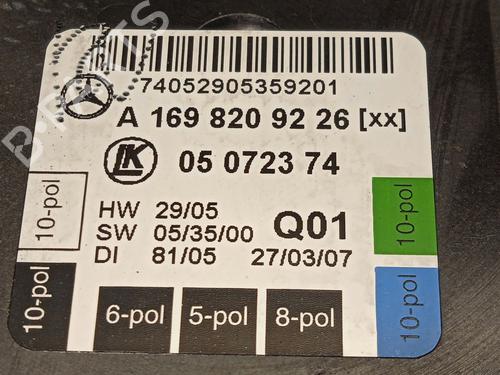 74052905359201
A 169 820 92 26 [xx]
LK 05 0723 74
HW 29/05
SW 05/35/00 Q01
DI 81/05 27/03/07
10-pol
10-pol
10-pol
10-pol
6-pol 5-pol 8-pol